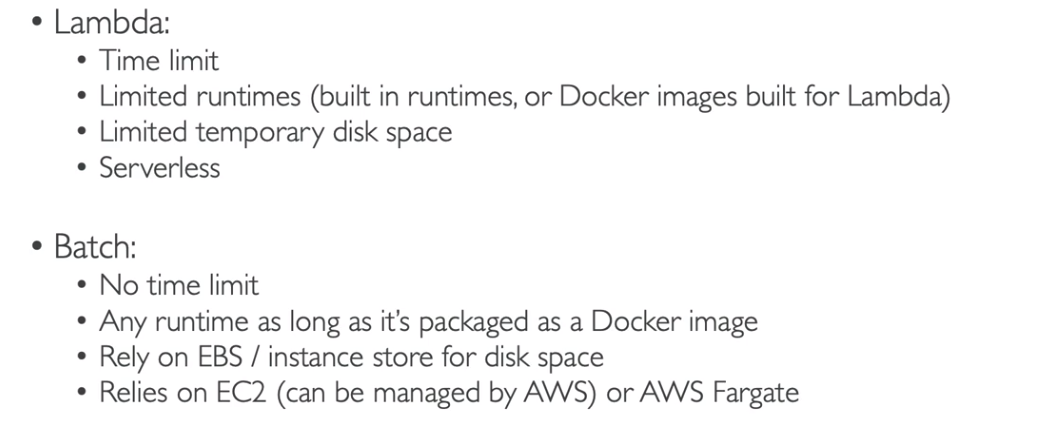 • Lambda:
• Time limit
• Limited runtimes (built in runtimes, or Docker images built for Lambda)
• Limited temporary disk space
• Serverless
• Batch:
• No time limit
• Any runtime as long as it's packaged as a Docker image
• Rely on EBS / instance store for disk space
• Relies on EC2 (can be managed by AWS) or AWS Fargate